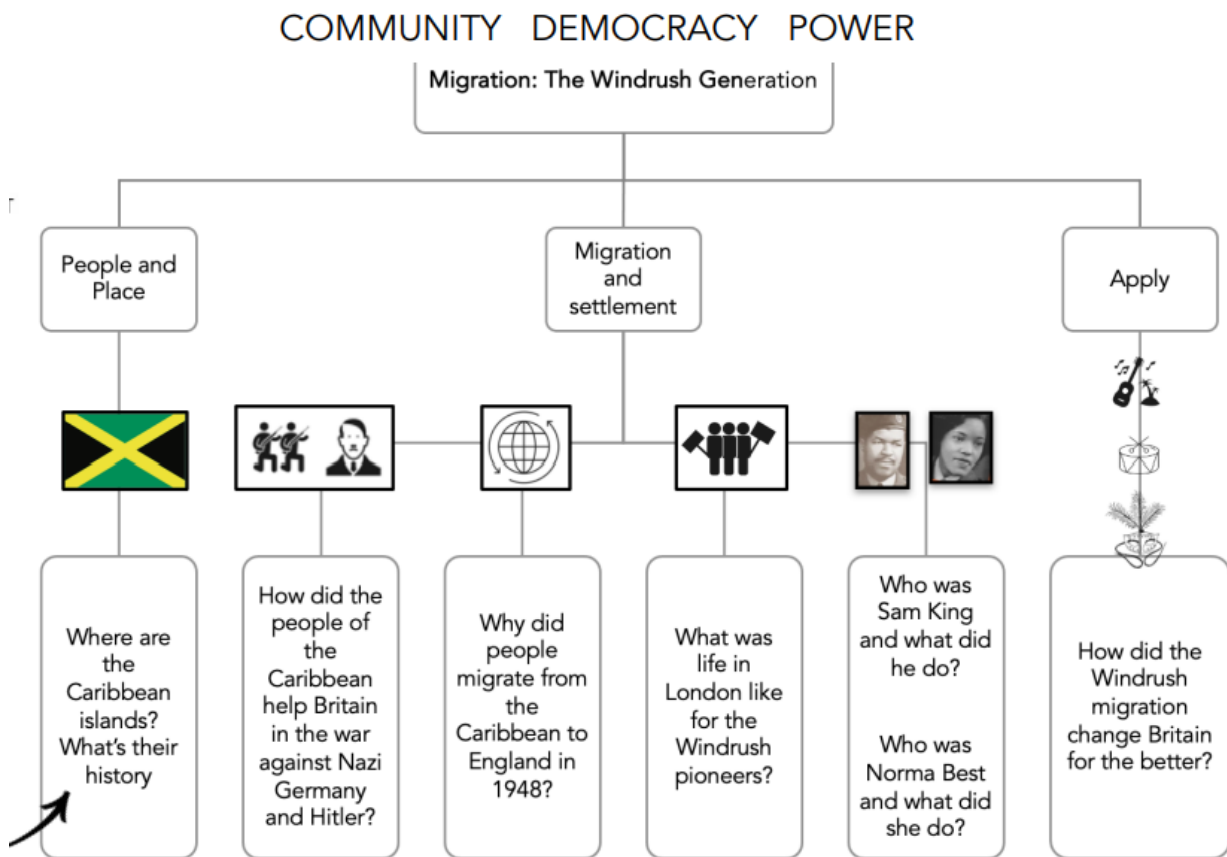 COMMUNITY DEMOCRACY POWER
Migration: The Windrush Generation
People and
Place
Migration
and
settlement
Apply
Where are
the
Caribbean
islands?
What's their
history
How did the
people of
the
Caribbean
help Britain
in the war
against Nazi
Germany
and Hitler?
Why did
people
migrate from
the
Caribbean to
England in
1948?
What was
life in
London like
for the
Windrush
pioneers?
Who was
Sam King
and what did
he do?
Who was
Norma Best
and what did
she do?
How did the
Windrush
migration
change Britain
for the better?